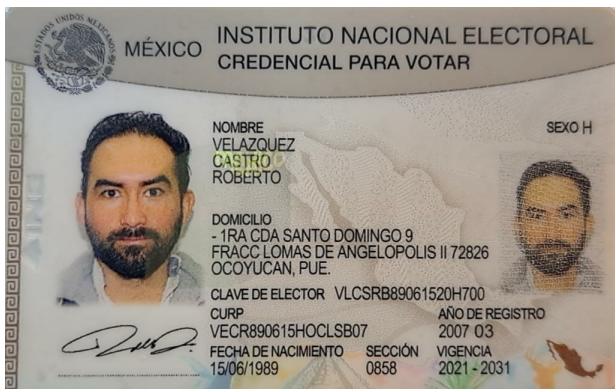 ESTADOS UNIDOS MEXICANOS
MÉXICO INSTITUTO NACIONAL ELECTORAL
CREDENCIAL PARA VOTAR
NOMBRE
SEXO H
VELAZQUEZ
CASTRO
ROBERTO
DOMICILIO
- 1RA CDA SANTO DOMINGO 9
FRACC LOMAS DE ANGELOPOLIS II 72826
OCOYUCAN, PUE.
CLAVE DE ELECTOR VLCSRB89061520H700
CURP AÑO DE REGISTRO
VECR890615HOCLSB07 2007 03
FECHA DE NACIMIENTO SECCIÓN VIGENCIA
15/06/1989 0858 2021 - 2031